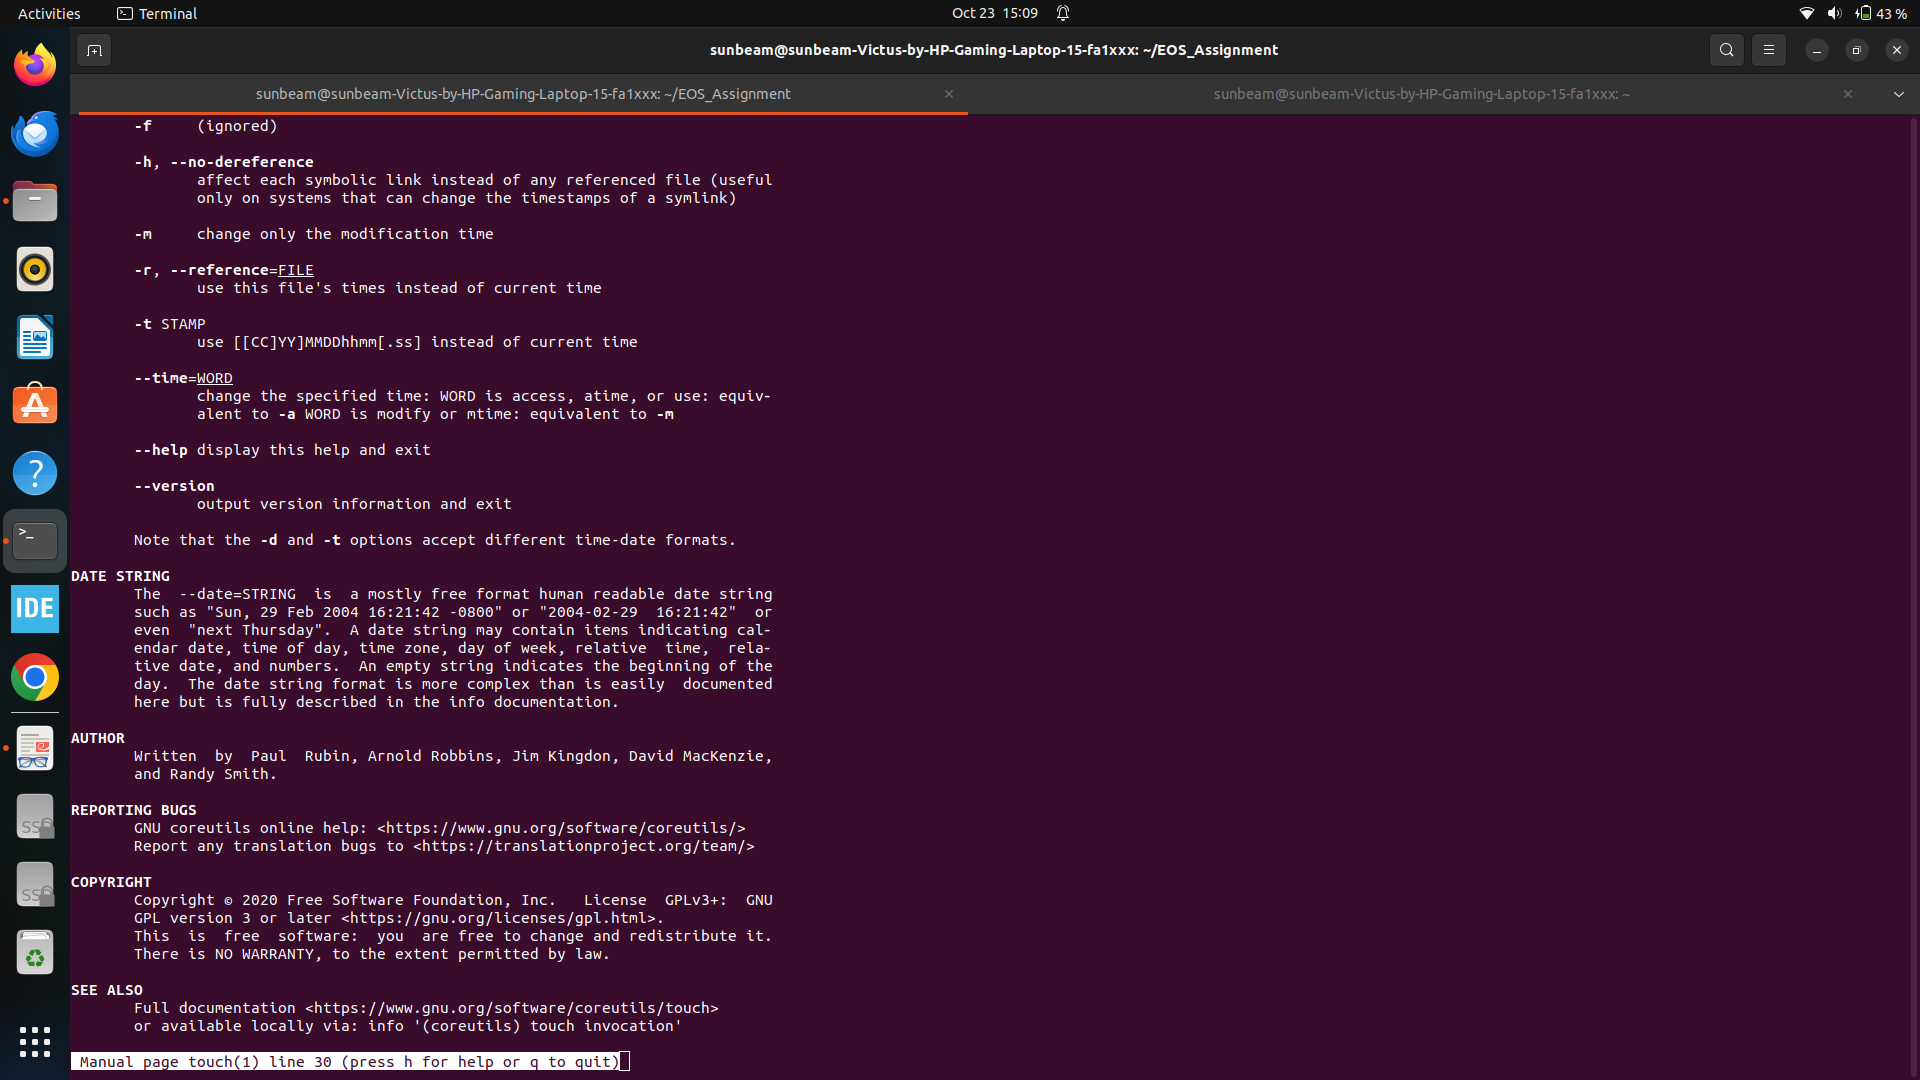 Activities
Terminal
Oct 23 15:09
43 %
sunbeam@sunbeam-Victus-by-HP-Gaming-Laptop-15-fa1xxx: ~/EOS_Assignment
sunbeam@sunbeam-Victus-by-HP-Gaming-Laptop-15-fa1xxx: ~/EOS_Assignment
sunbeam@sunbeam-Victus-by-HP-Gaming-Laptop-15-fa1xxx: ~
-f     (ignored)
-h, --no-dereference
affect each symbolic link instead of any referenced file (useful
only on systems that can change the timestamps of a symlink)
-m     change only the modification time
-r, --reference=FILE
use this file's times instead of current time
-t STAMP
use [[CC]YY]MMDDhhmm[.ss] instead of current time
--time=WORD
change the specified time: WORD is access, atime, or use: equiv-
alent to -a WORD is modify or mtime: equivalent to -m
--help display this help and exit
--version
output version information and exit
Note that the -d and -t options accept different time-date formats.
DATE STRING
The  --date=STRING  is  a mostly free format human readable date string
such as "Sun, 29 Feb 2004 16:21:42 -0800" or "2004-02-29  16:21:42"  or
even  "next Thursday".  A date string may contain items indicating cal-
endar date, time of day, time zone, day of week, relative  time,  rela-
tive date, and numbers.  An empty string indicates the beginning of the
day.  The date string format is more complex than is easily  documented
here but is fully described in the info documentation.
AUTHOR
Written  by  Paul  Rubin, Arnold Robbins, Jim Kingdon, David MacKenzie,
and Randy Smith.
REPORTING BUGS
GNU coreutils online help: <https://www.gnu.org/software/coreutils/>
Report any translation bugs to <https://translationproject.org/team/>
COPYRIGHT
Copyright © 2020 Free Software Foundation, Inc.   License  GPLv3+:  GNU
GPL version 3 or later <https://gnu.org/licenses/gpl.html>.
This  is  free  software:  you  are free to change and redistribute it.
There is NO WARRANTY, to the extent permitted by law.
SEE ALSO
Full documentation <https://www.gnu.org/software/coreutils/touch>
or available locally via: info '(coreutils) touch invocation'
Manual page touch(1) line 30 (press h for help or q to quit)
?
>_
IDE